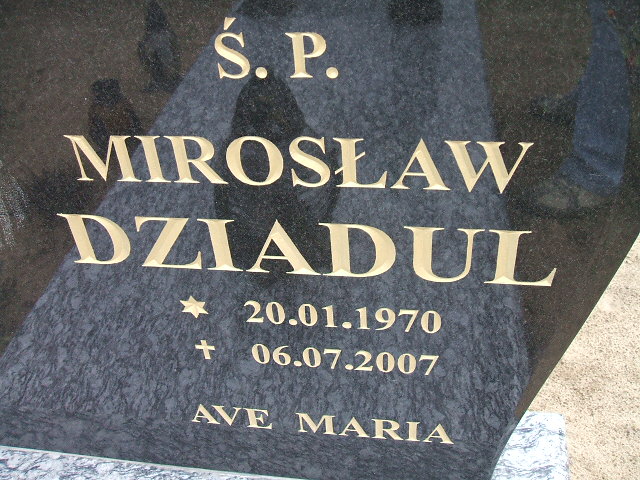 Ś. P.
MIROSŁAW
DZIADUL
✶ 20.01.1970
✝ 06.07.2007
AVE MARIA